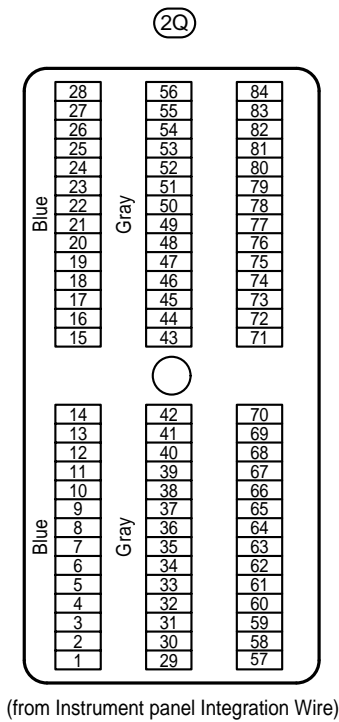 2Q
28 56 84
27 55 83
26 54 82
25 53 81
24 52 80
23 51 79
22 50 78
21 49 77
20 48 76
19 47 75
18 46 74
17 45 73
16 44 72
15 43 71
Blue
Gray
14 42 70
13 41 69
12 40 68
11 39 67
10 38 66
9 37 65
8 36 64
7 35 63
6 34 62
5 33 61
4 32 60
3 31 59
2 30 58
1 29 57
Blue
Gray
(from Instrument panel Integration Wire)